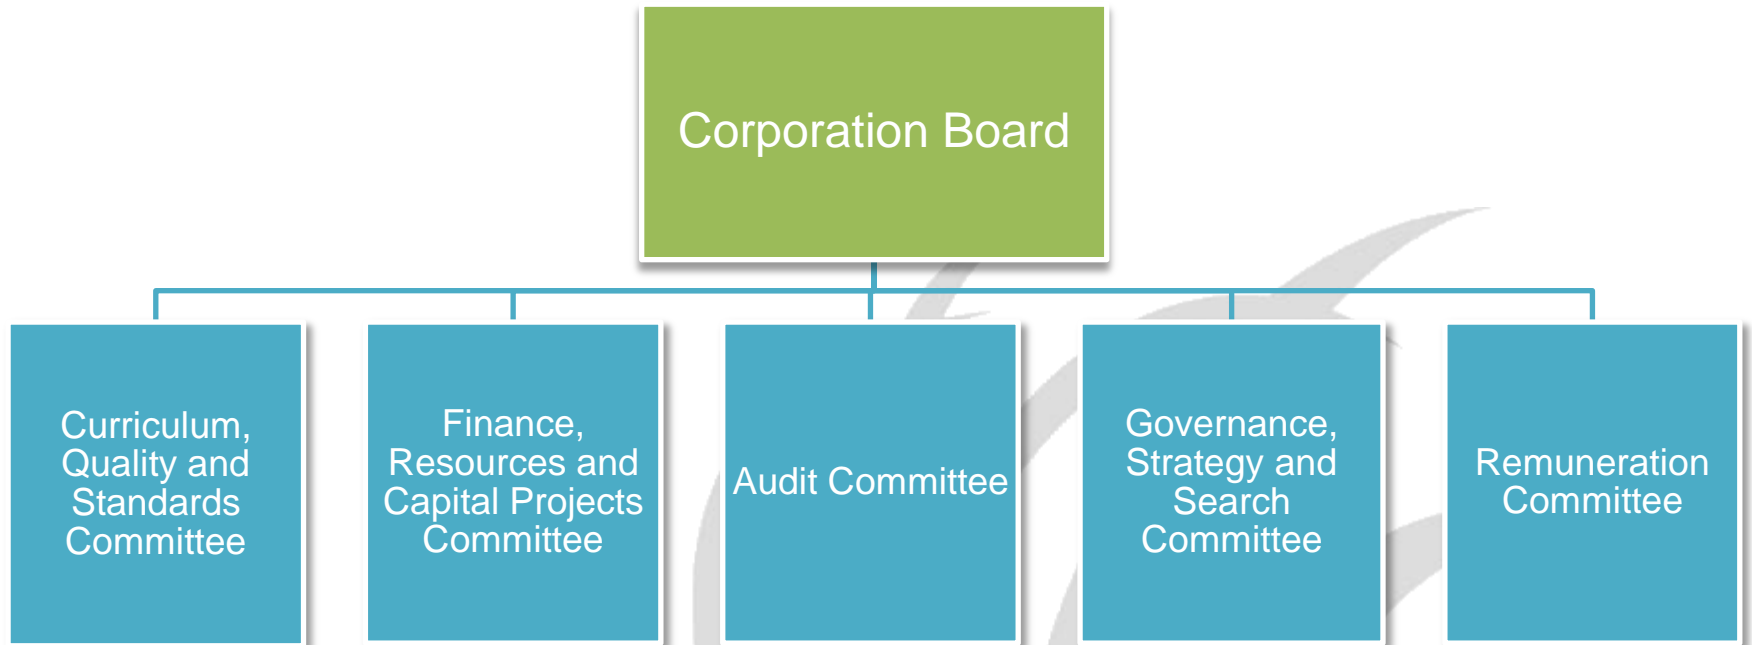 Corporation Board
Curriculum,
Quality and
Standards
Committee
Finance,
Resources and
Capital Projects
Committee
Audit Committee
Governance,
Strategy and
Search
Committee
Remuneration
Committee